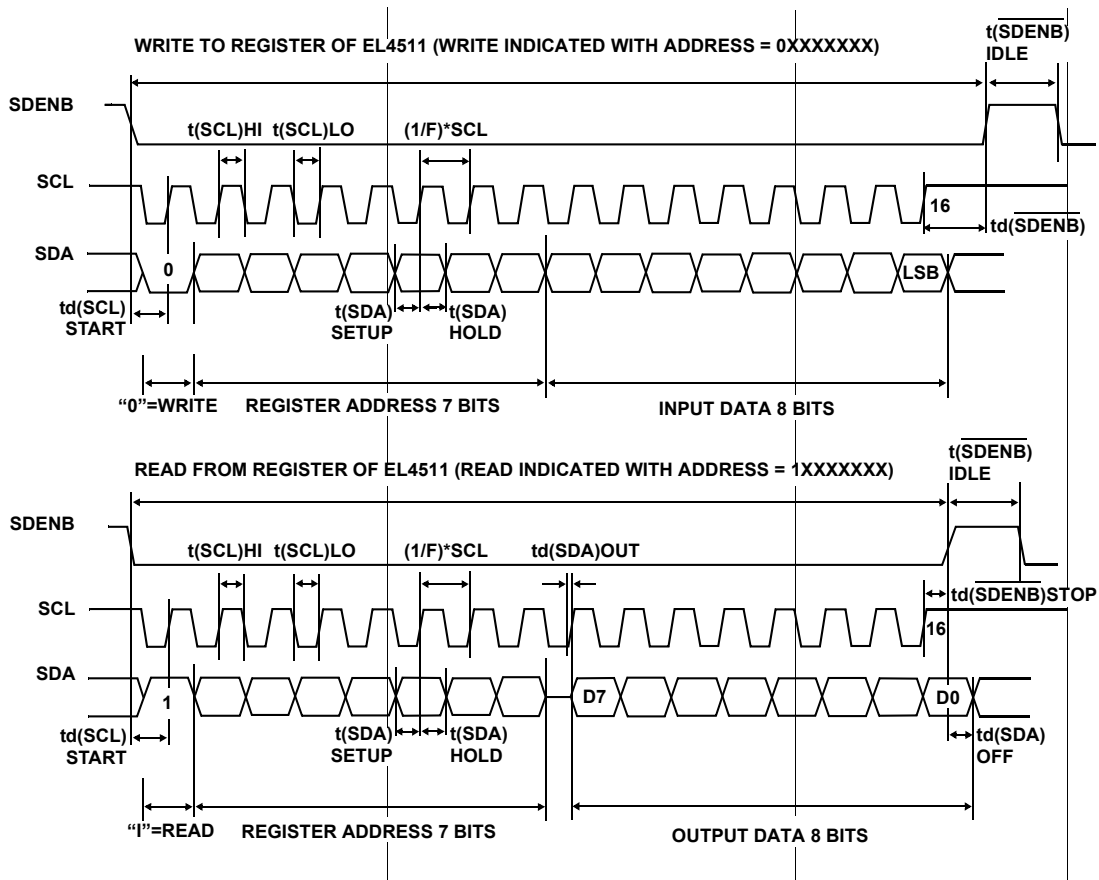 WRITE TO REGISTER OF EL4511 (WRITE INDICATED WITH ADDRESS = 0XXXXXXX)
t(SDENB)
IDLE
SDENB
t(SCL)HI t(SCL)LO (1/F)*SCL
SCL
16
td(SDENB)
SDA
0
LSB
td(SCL)
START
t(SDA)
SETUP
t(SDA)
HOLD
“0”=WRITE
REGISTER ADDRESS 7 BITS
INPUT DATA 8 BITS
READ FROM REGISTER OF EL4511 (READ INDICATED WITH ADDRESS = 1XXXXXXX)
t(SDENB)
IDLE
SDENB
t(SCL)HI t(SCL)LO (1/F)*SCL td(SDA)OUT
SCL
td(SDENB)STOP
16
SDA
1
D7
D0
td(SCL)
START
t(SDA)
SETUP
t(SDA)
HOLD
td(SDA)
OFF
“I”=READ
REGISTER ADDRESS 7 BITS
OUTPUT DATA 8 BITS